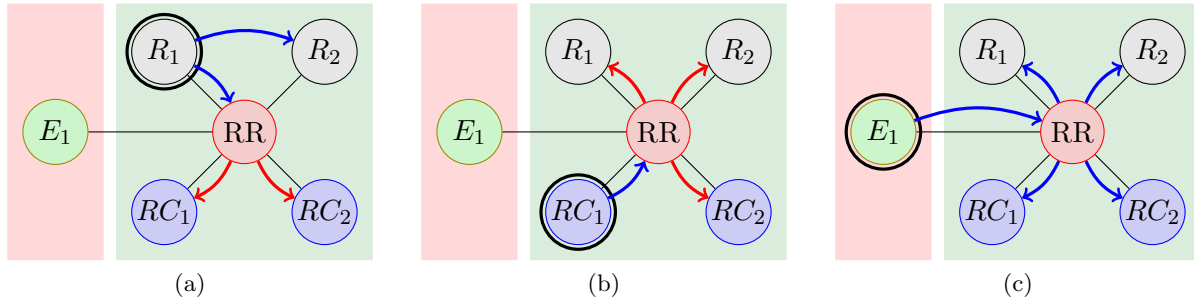 R1 R2
E1 RR
RC1 RC2
(a)
R1 R2
E1 RR
RC1 RC2
(b)
R1 R2
E1 RR
RC1 RC2
(c)